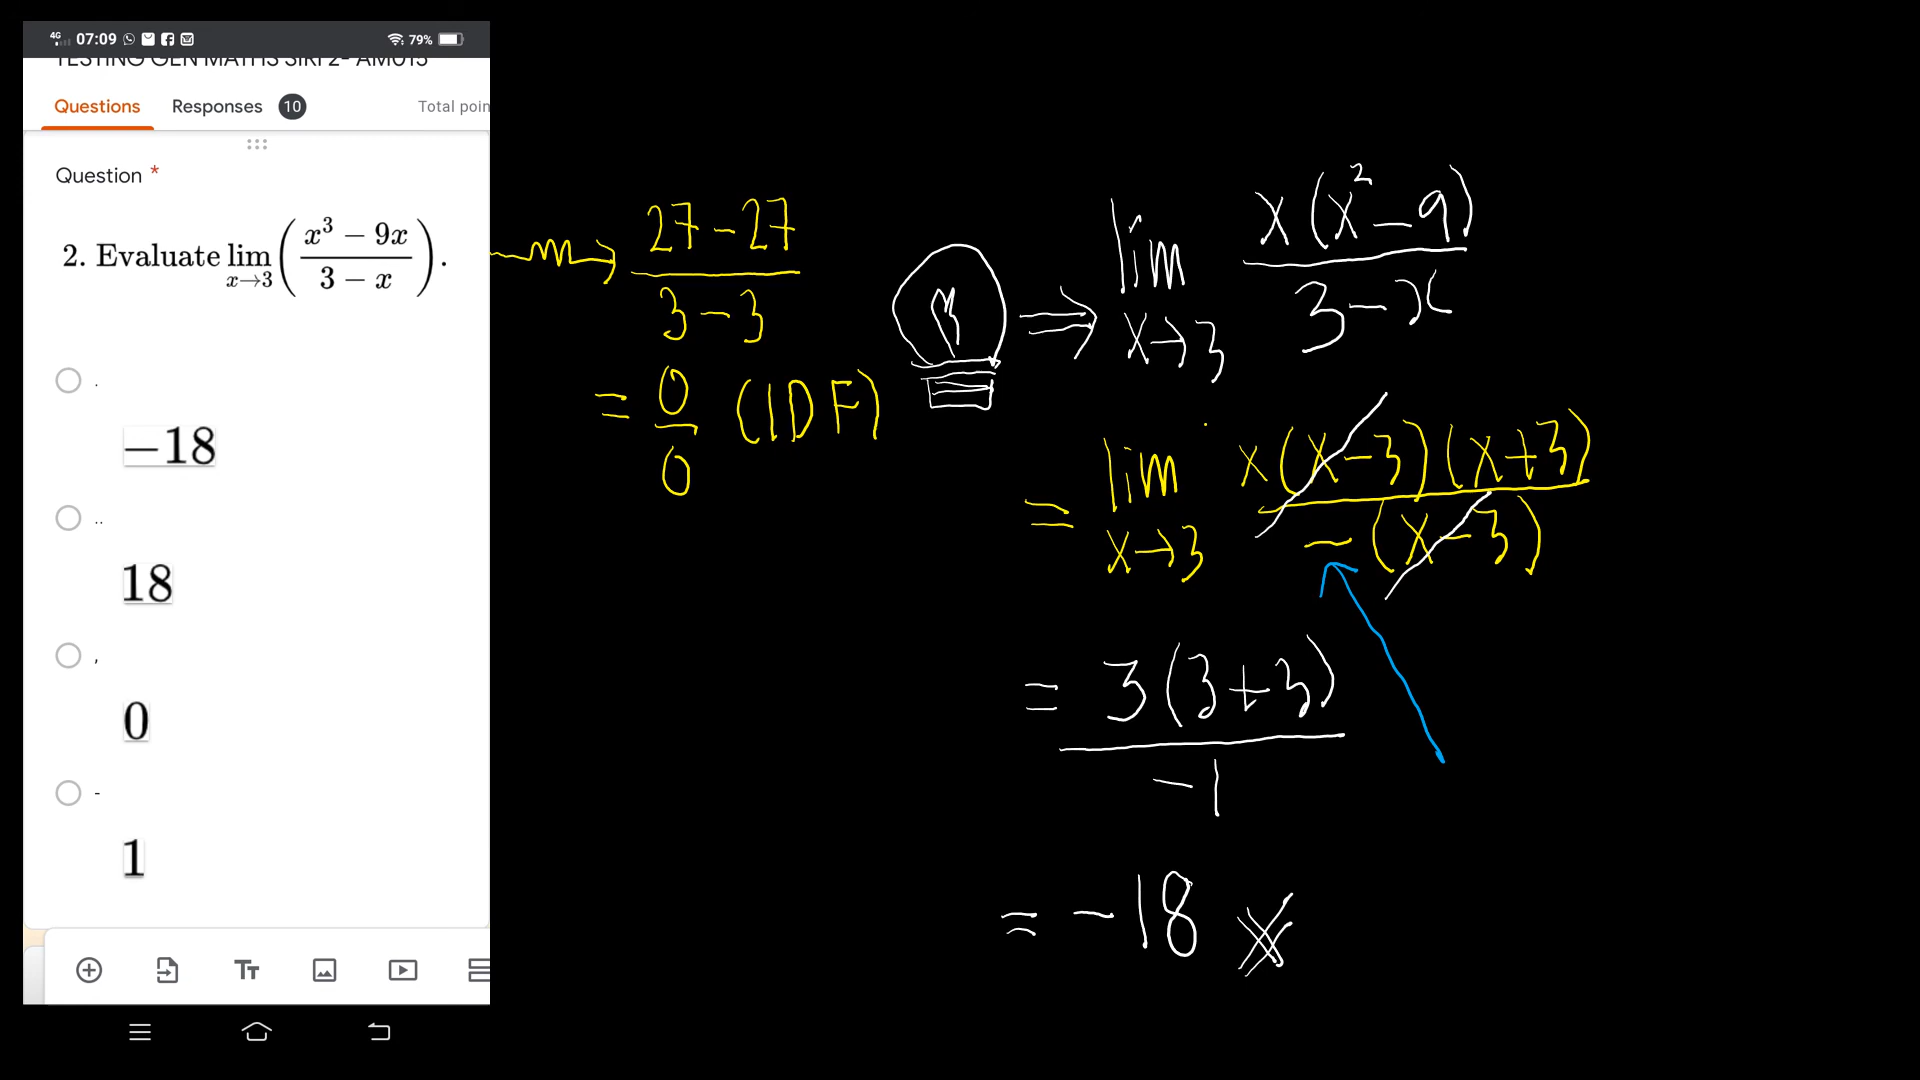 4G 07:09 79%
TESTING GEN MATHS SIRI 2- AM015
Questions Responses 10 Total poin
Question *
2. Evaluate lim x→3 ( x³ − 9x / 3 − x ).
.
−18
..
18
,
0
-
1
27 - 27
3 - 3
= 0/0 (IDF)
⇒ lim x→3 x(x² - 9) / 3 - x
= lim x→3 x(x-3)(x+3) / -(x-3)
= 3(3+3) / -1
= -18